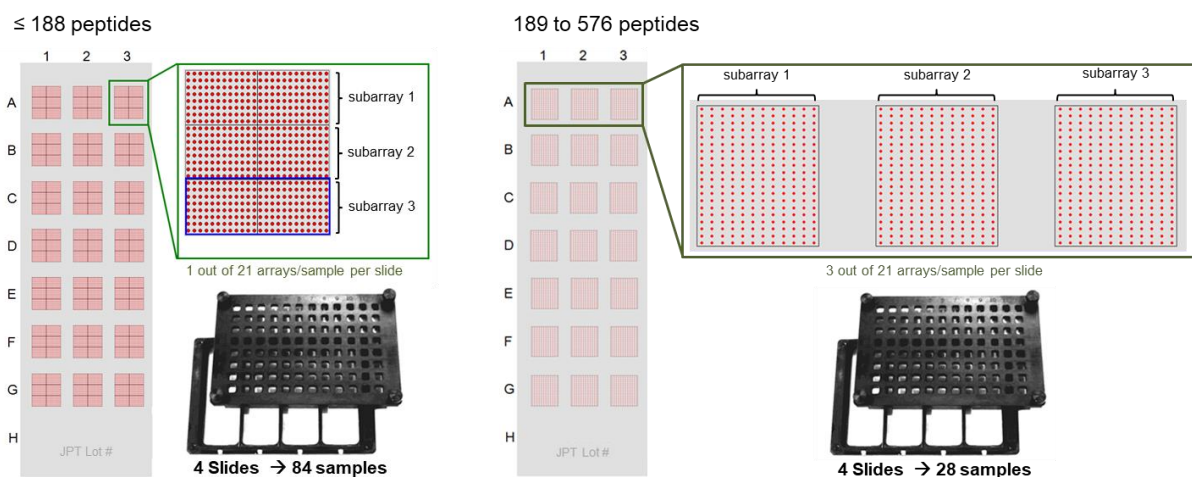 ≤ 188 peptides
1 2 3
A
B
C
D
E
F
G
H
subarray 1
subarray 2
subarray 3
1 out of 21 arrays/sample per slide
JPT Lot #
4 Slides → 84 samples
189 to 576 peptides
1 2 3
A
B
C
D
E
F
G
H
subarray 1 subarray 2 subarray 3
3 out of 21 arrays/sample per slide
JPT Lot #
4 Slides → 28 samples